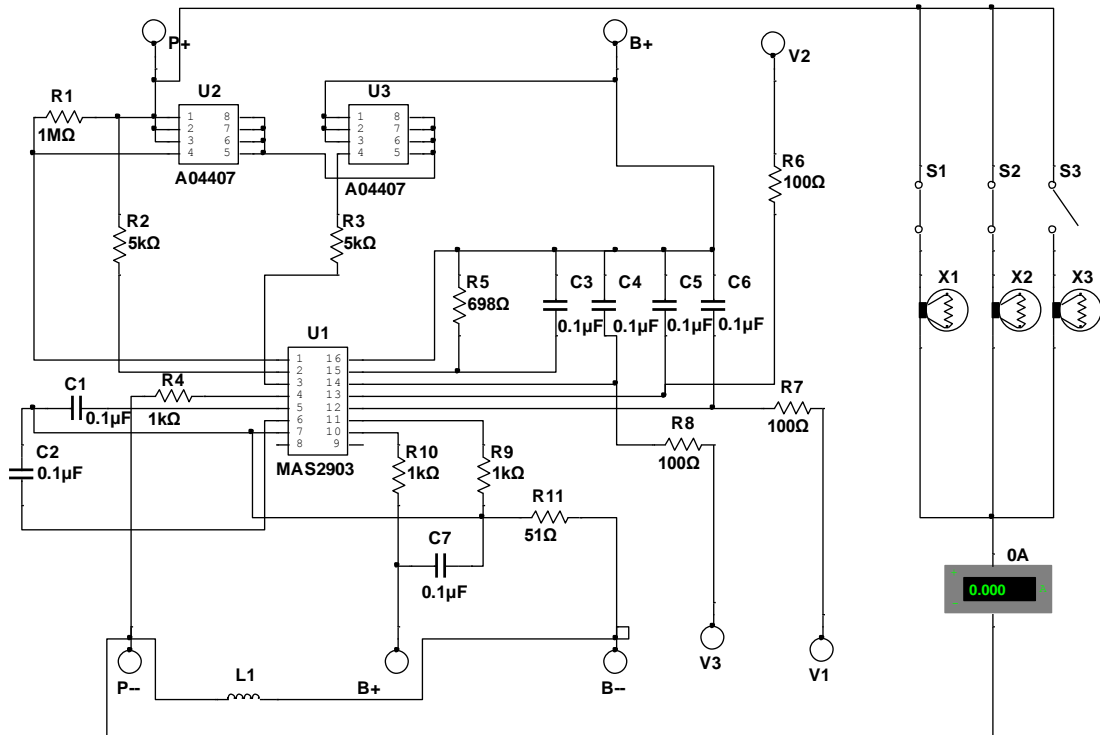 P+
B+
V2
U2
U3
R1
1MΩ
1
2
3
4
8
7
6
5
1
2
3
4
8
7
6
5
A04407
A04407
R6
100Ω
S1
S2
S3
R2
5kΩ
R3
5kΩ
R5
698Ω
C3
0.1µF
C4
0.1µF
C5
0.1µF
C6
0.1µF
X1
X2
X3
U1
1
2
3
4
5
6
7
8
16
15
14
13
12
11
10
9
MAS2903
C1
0.1µF
R4
1kΩ
R7
100Ω
R8
100Ω
C2
0.1µF
R10
1kΩ
R9
1kΩ
R11
51Ω
C7
0.1µF
0A
+
0.000
A
P--
L1
B+
B--
V3
V1